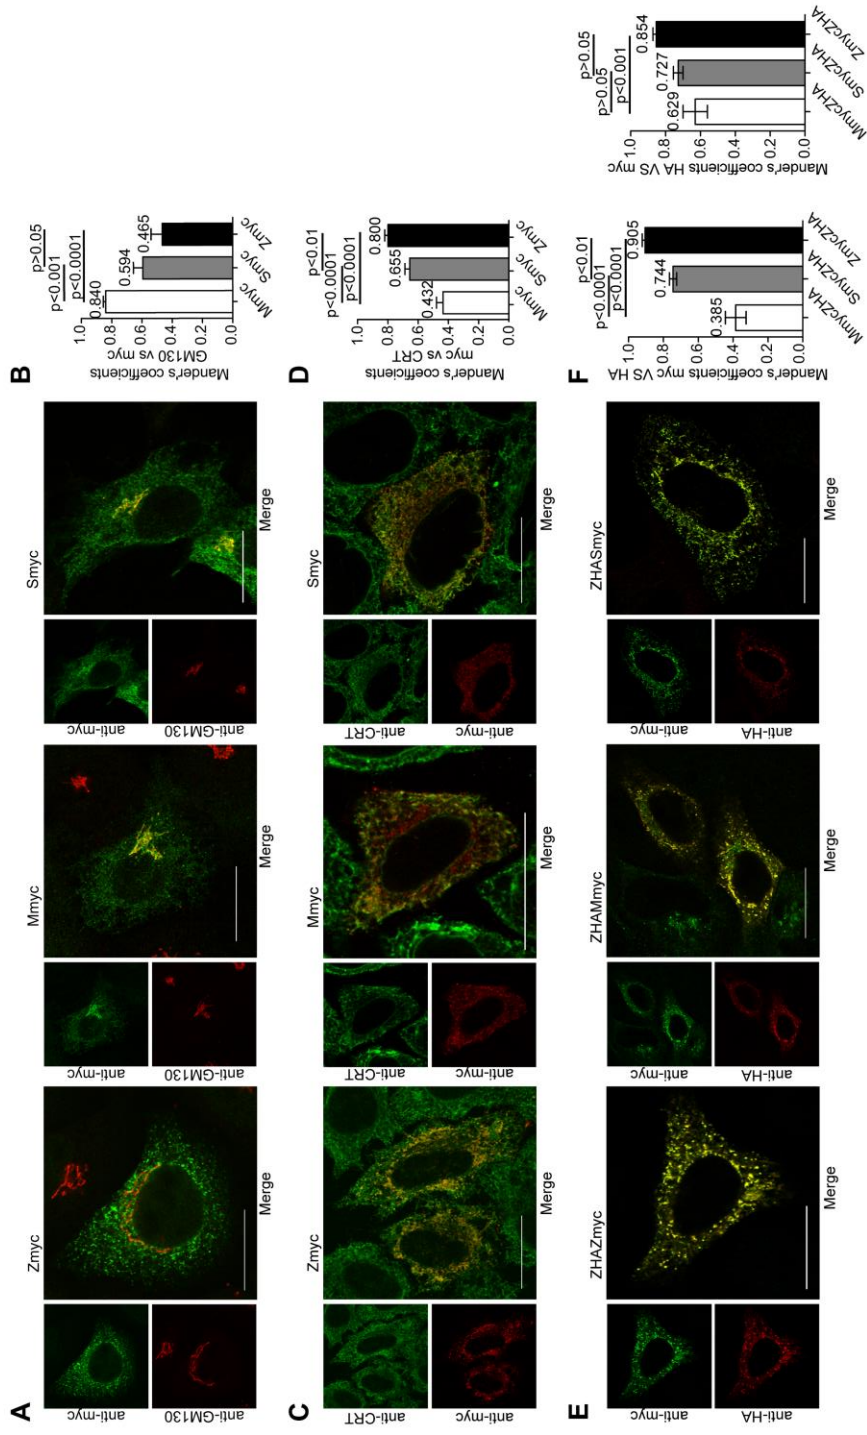 A
Zmyc
Mmyc
Smyc
anti-myc
anti-GM130
Merge
anti-myc
anti-GM130
Merge
anti-myc
anti-GM130
Merge
B
p>0.05
p<0.001
p<0.0001
Mander's coefficients
GM130 vs myc
1.0
0.8
0.6
0.4
0.2
0.0
0.840
0.594
0.465
Mmyc
Smyc
Zmyc
C
Zmyc
Mmyc
Smyc
anti-CRT
anti-myc
Merge
anti-CRT
anti-myc
Merge
anti-CRT
anti-myc
Merge
D
p<0.01
p<0.0001
p<0.0001
Mander's coefficients
myc vs CRT
1.0
0.8
0.6
0.4
0.2
0.0
0.432
0.655
0.800
Mmyc
Smyc
Zmyc
E
ZHAZmyc
ZHAMmyc
ZHASmyc
anti-myc
anti-HA
Merge
anti-myc
anti-HA
Merge
anti-myc
anti-HA
Merge
F
p<0.01
p<0.0001
p<0.0001
Mander's coefficients myc VS HA
1.0
0.8
0.6
0.4
0.2
0.0
0.385
0.744
0.905
MmycZHA
SmycZHA
ZmycZHA
p>0.05
p>0.05
p<0.001
Mander's coefficients HA VS myc
1.0
0.8
0.6
0.4
0.2
0.0
0.629
0.727
0.854
MmycZHA
SmycZHA
ZmycZHA